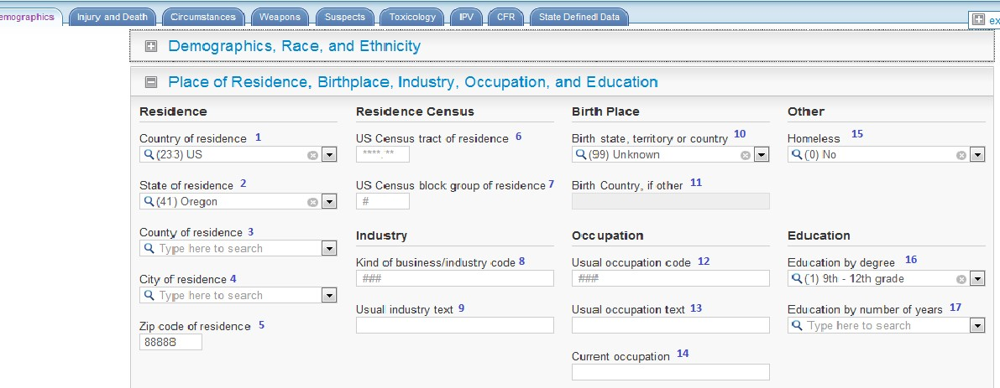 emographics Injury and Death Circumstances Weapons Suspects Toxicology IPV CFR State Defined Data
ex
Demographics, Race, and Ethnicity
Place of Residence, Birthplace, Industry, Occupation, and Education
Residence
Country of residence 1
(233) US
State of residence 2
(41) Oregon
County of residence 3
Type here to search
City of residence 4
Type here to search
Zip code of residence 5
88888
Residence Census
US Census tract of residence 6
****.**
US Census block group of residence 7
#
Industry
Kind of business/industry code 8
###
Usual industry text 9
Birth Place
Birth state, territory or country 10
(99) Unknown
Birth Country, if other 11
Occupation
Usual occupation code 12
###
Usual occupation text 13
Current occupation 14
Other
Homeless 15
(0) No
Education
Education by degree 16
(1) 9th - 12th grade
Education by number of years 17
Type here to search